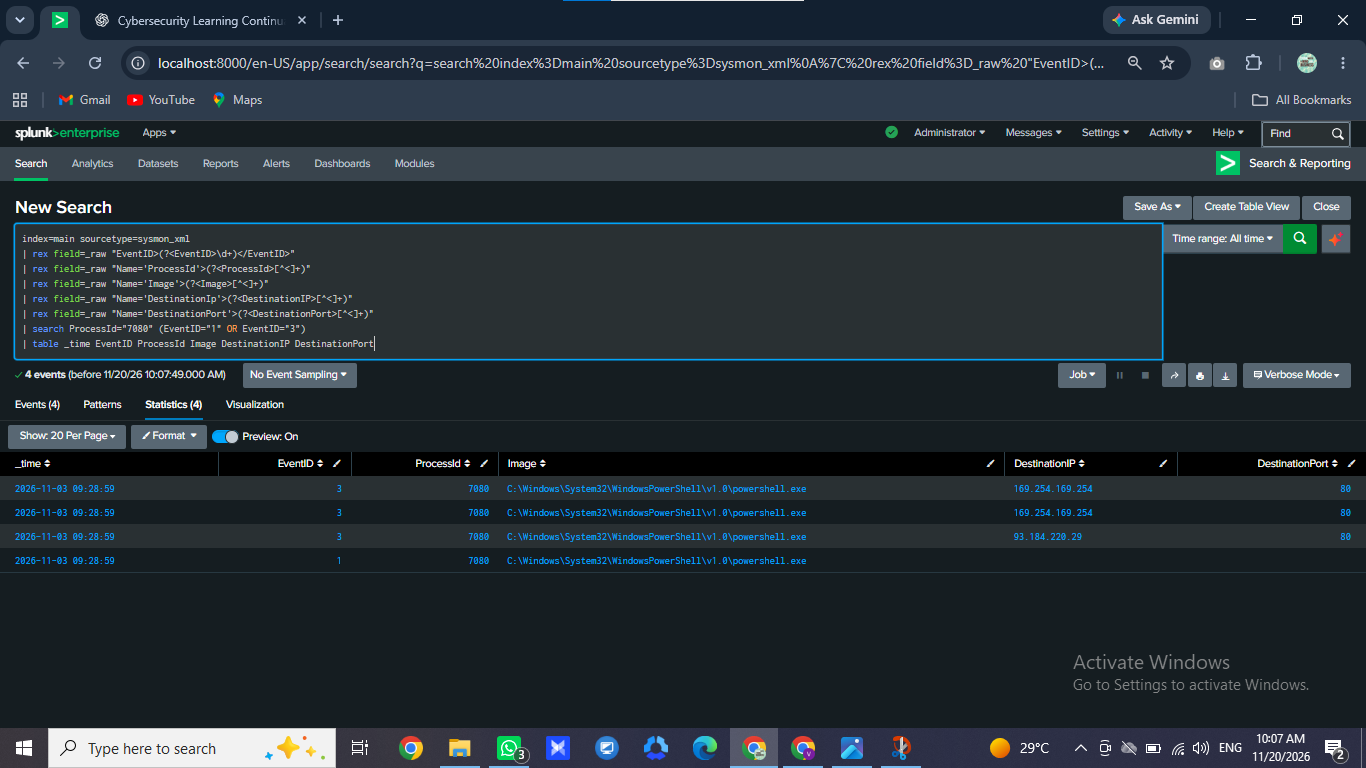 Cybersecurity Learning Continu
Ask Gemini
localhost:8000/en-US/app/search/search?q=search%20index%3Dmain%20sourcetype%3Dsysmon_xml%0A%7C%20rex%20field%3D_raw%20"EventID>(...
Gmail
YouTube
Maps
All Bookmarks
splunk>enterprise
Apps
Administrator
Messages
Settings
Activity
Help
Find
Search
Analytics
Datasets
Reports
Alerts
Dashboards
Modules
Search & Reporting
New Search
Save As
Create Table View
Close
index=main sourcetype=sysmon_xml
| rex field=_raw "EventID>(?<EventID>\d+)</EventID>"
| rex field=_raw "Name='ProcessId'>(?<ProcessId>[^<]+)"
| rex field=_raw "Name='Image'>(?<Image>[^<]+)"
| rex field=_raw "Name='DestinationIp'>(?<DestinationIP>[^<]+)"
| rex field=_raw "Name='DestinationPort'>(?<DestinationPort>[^<]+)"
| search ProcessId="7080" (EventID="1" OR EventID="3")
| table _time EventID ProcessId Image DestinationIP DestinationPort
Time range: All time
4 events (before 11/20/26 10:07:49.000 AM)
No Event Sampling
Job
Verbose Mode
Events (4)
Patterns
Statistics (4)
Visualization
Show: 20 Per Page
Format
Preview: On
_time EventID ProcessId Image DestinationIP DestinationPort
2026-11-03 09:28:59 3 7080 C:\Windows\System32\WindowsPowerShell\v1.0\powershell.exe 169.254.169.254 80
2026-11-03 09:28:59 3 7080 C:\Windows\System32\WindowsPowerShell\v1.0\powershell.exe 169.254.169.254 80
2026-11-03 09:28:59 3 7080 C:\Windows\System32\WindowsPowerShell\v1.0\powershell.exe 93.184.220.29 80
2026-11-03 09:28:59 1 7080 C:\Windows\System32\WindowsPowerShell\v1.0\powershell.exe
Activate Windows
Go to Settings to activate Windows.
Type here to search
3
29°C
ENG
10:07 AM
11/20/2026
2